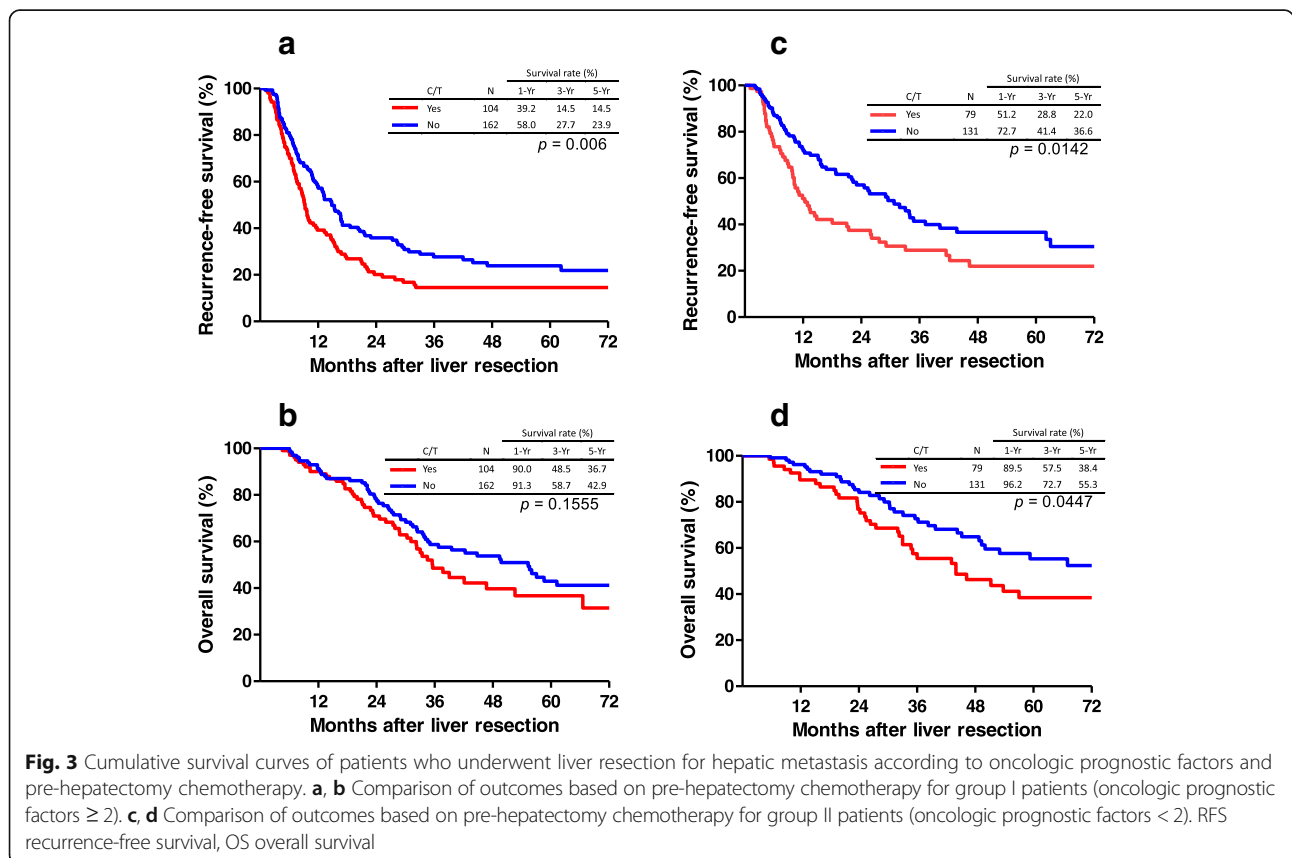 a
Survival rate (%)
C/T N 1-Yr 3-Yr 5-Yr
Yes 104 39.2 14.5 14.5
No 162 58.0 27.7 23.9
p = 0.006
Recurrence-free survival (%)
100
80
60
40
20
0
12 24 36 48 60 72
Months after liver resection
c
Survival rate (%)
C/T N 1-Yr 3-Yr 5-Yr
Yes 79 51.2 28.8 22.0
No 131 72.7 41.4 36.6
p = 0.0142
Recurrence-free survival (%)
100
80
60
40
20
0
12 24 36 48 60 72
Months after liver resection
b
Survival rate (%)
C/T N 1-Yr 3-Yr 5-Yr
Yes 104 90.0 48.5 36.7
No 162 91.3 58.7 42.9
p = 0.1555
Overall survival (%)
100
80
60
40
20
0
12 24 36 48 60 72
Months after liver resection
d
Survival rate (%)
C/T N 1-Yr 3-Yr 5-Yr
Yes 79 89.5 57.5 38.4
No 131 96.2 72.7 55.3
p = 0.0447
Overall survival (%)
100
80
60
40
20
0
12 24 36 48 60 72
Months after liver resection
Fig. 3 Cumulative survival curves of patients who underwent liver resection for hepatic metastasis according to oncologic prognostic factors and
pre-hepatectomy chemotherapy. a, b Comparison of outcomes based on pre-hepatectomy chemotherapy for group I patients (oncologic prognostic
factors ≥ 2). c, d Comparison of outcomes based on pre-hepatectomy chemotherapy for group II patients (oncologic prognostic factors < 2). RFS
recurrence-free survival, OS overall survival